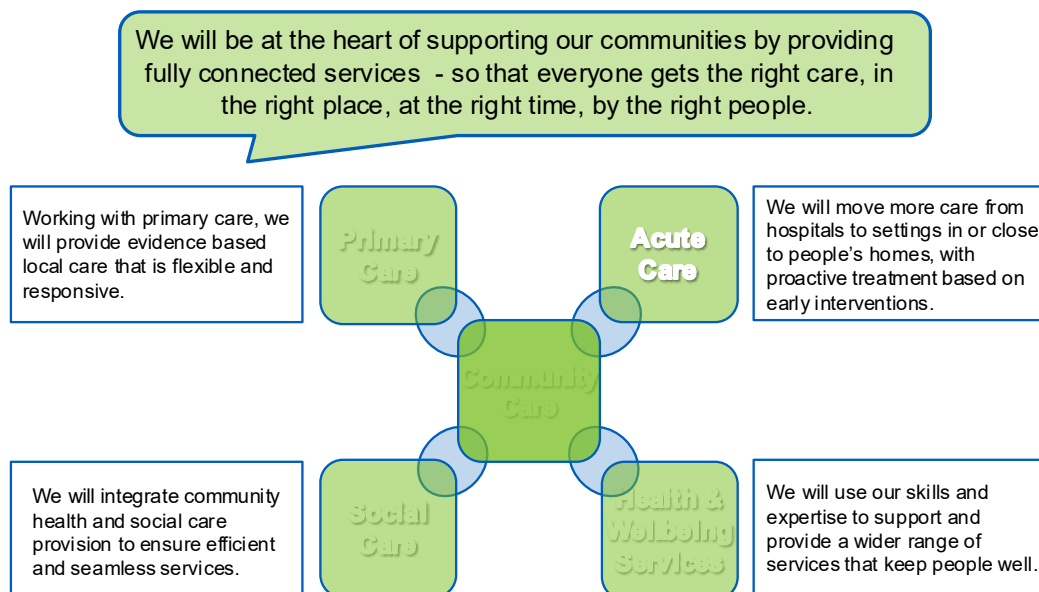 We will be at the heart of supporting our communities by providing
fully connected services - so that everyone gets the right care, in
the right place, at the right time, by the right people.
Working with primary care, we
will provide evidence based
local care that is flexible and
responsive.
Primary
Care
Acute
Care
We will move more care from
hospitals to settings in or close
to people's homes, with
proactive treatment based on
early interventions.
Community
Care
We will integrate community
health and social care
provision to ensure efficient
and seamless services.
Social
Care
Health &
Wellbeing
Services
We will use our skills and
expertise to support and
provide a wider range of
services that keep people well.